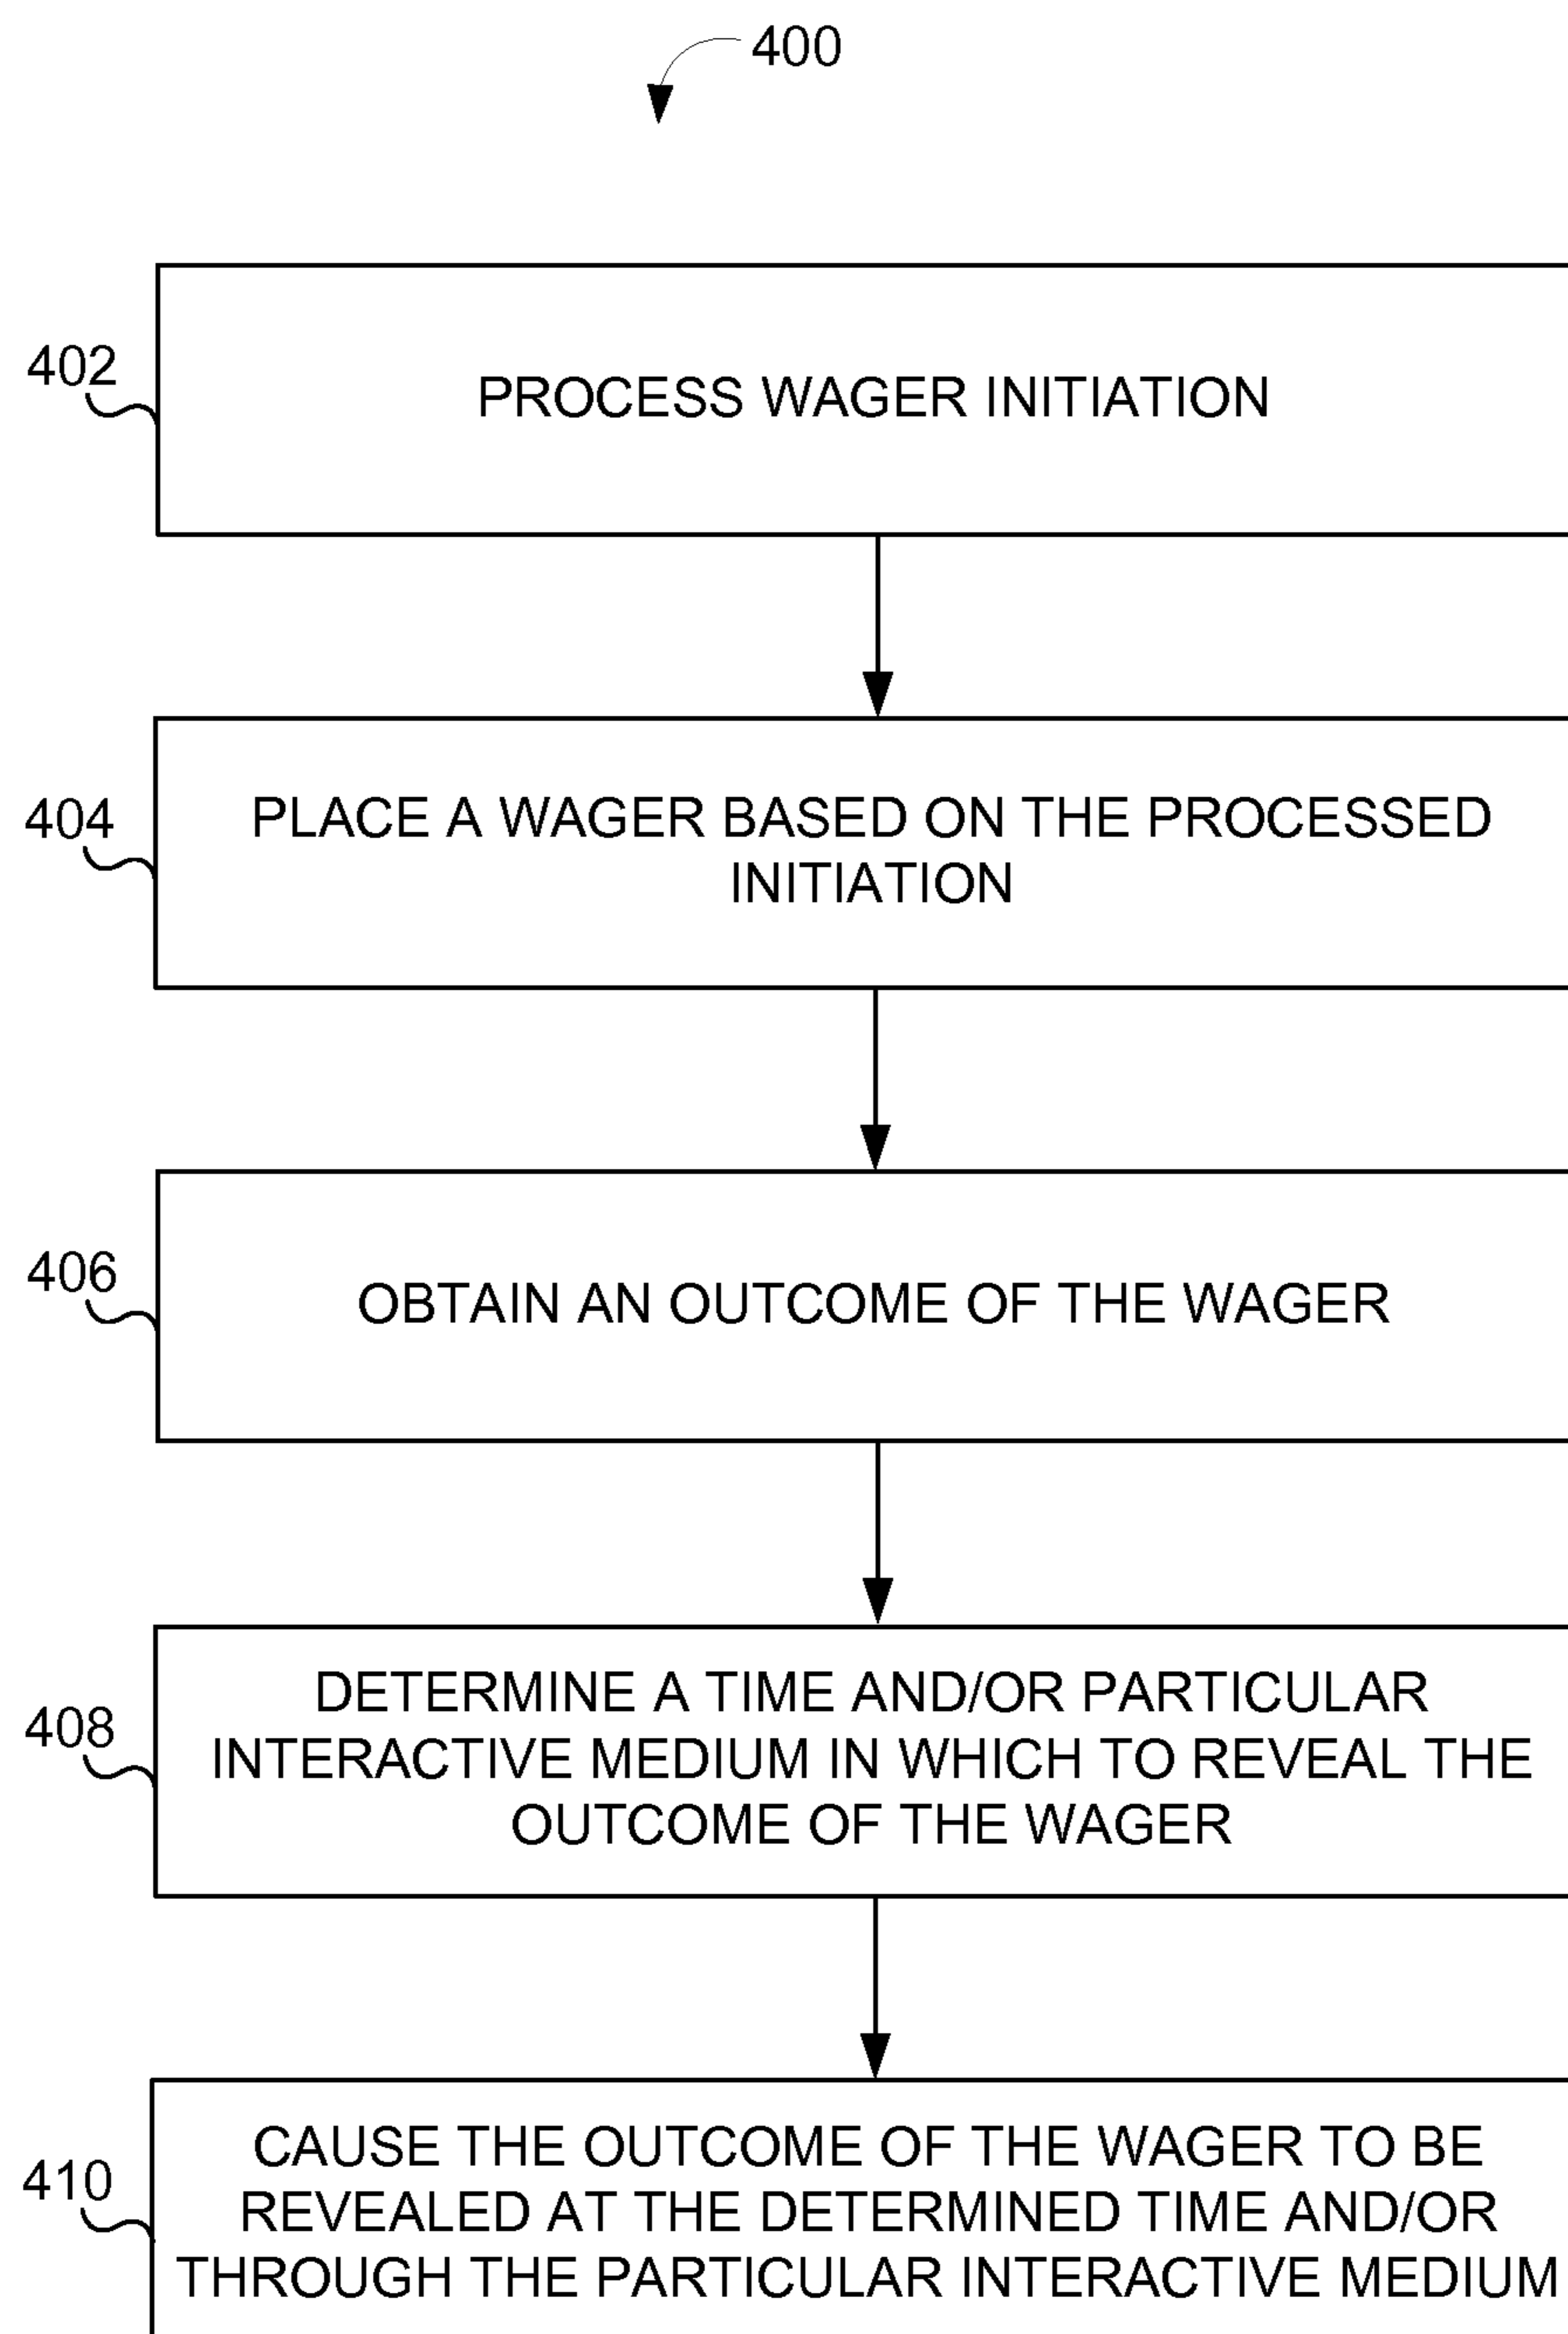 400
402
PROCESS WAGER INITIATION
404
PLACE A WAGER BASED ON THE PROCESSED
INITIATION
406
OBTAIN AN OUTCOME OF THE WAGER
408
DETERMINE A TIME AND/OR PARTICULAR
INTERACTIVE MEDIUM IN WHICH TO REVEAL THE
OUTCOME OF THE WAGER
410
CAUSE THE OUTCOME OF THE WAGER TO BE
REVEALED AT THE DETERMINED TIME AND/OR
THROUGH THE PARTICULAR INTERACTIVE MEDIUM